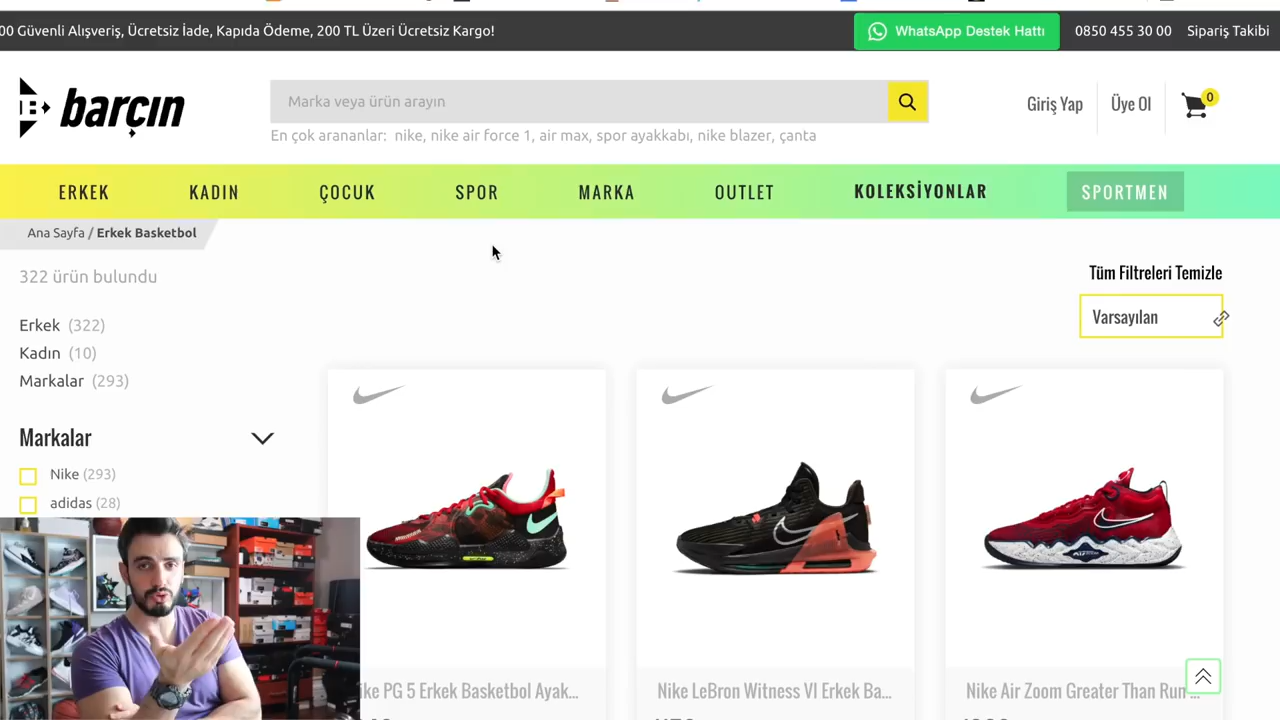 00 Güvenli Alışveriş, Ücretsiz İade, Kapıda Ödeme, 200 TL Üzeri Ücretsiz Kargo!
WhatsApp Destek Hattı
0850 455 30 00
Sipariş Takibi
barçın
Marka veya ürün arayın
Giriş Yap
Üye Ol
0
En çok arananlar: nike, nike air force 1, air max, spor ayakkabı, nike blazer, çanta
ERKEK
KADIN
ÇOCUK
SPOR
MARKA
OUTLET
KOLEKSİYONLAR
SPORTMEN
Ana Sayfa / Erkek Basketbol
322 ürün bulundu
Tüm Filtreleri Temizle
Varsayılan
Erkek (322)
Kadın (10)
Markalar (293)
Markalar
Nike (293)
adidas (28)
ike PG 5 Erkek Basketbol Ayak...
Nike LeBron Witness VI Erkek Ba...
Nike Air Zoom Greater Than Run ...